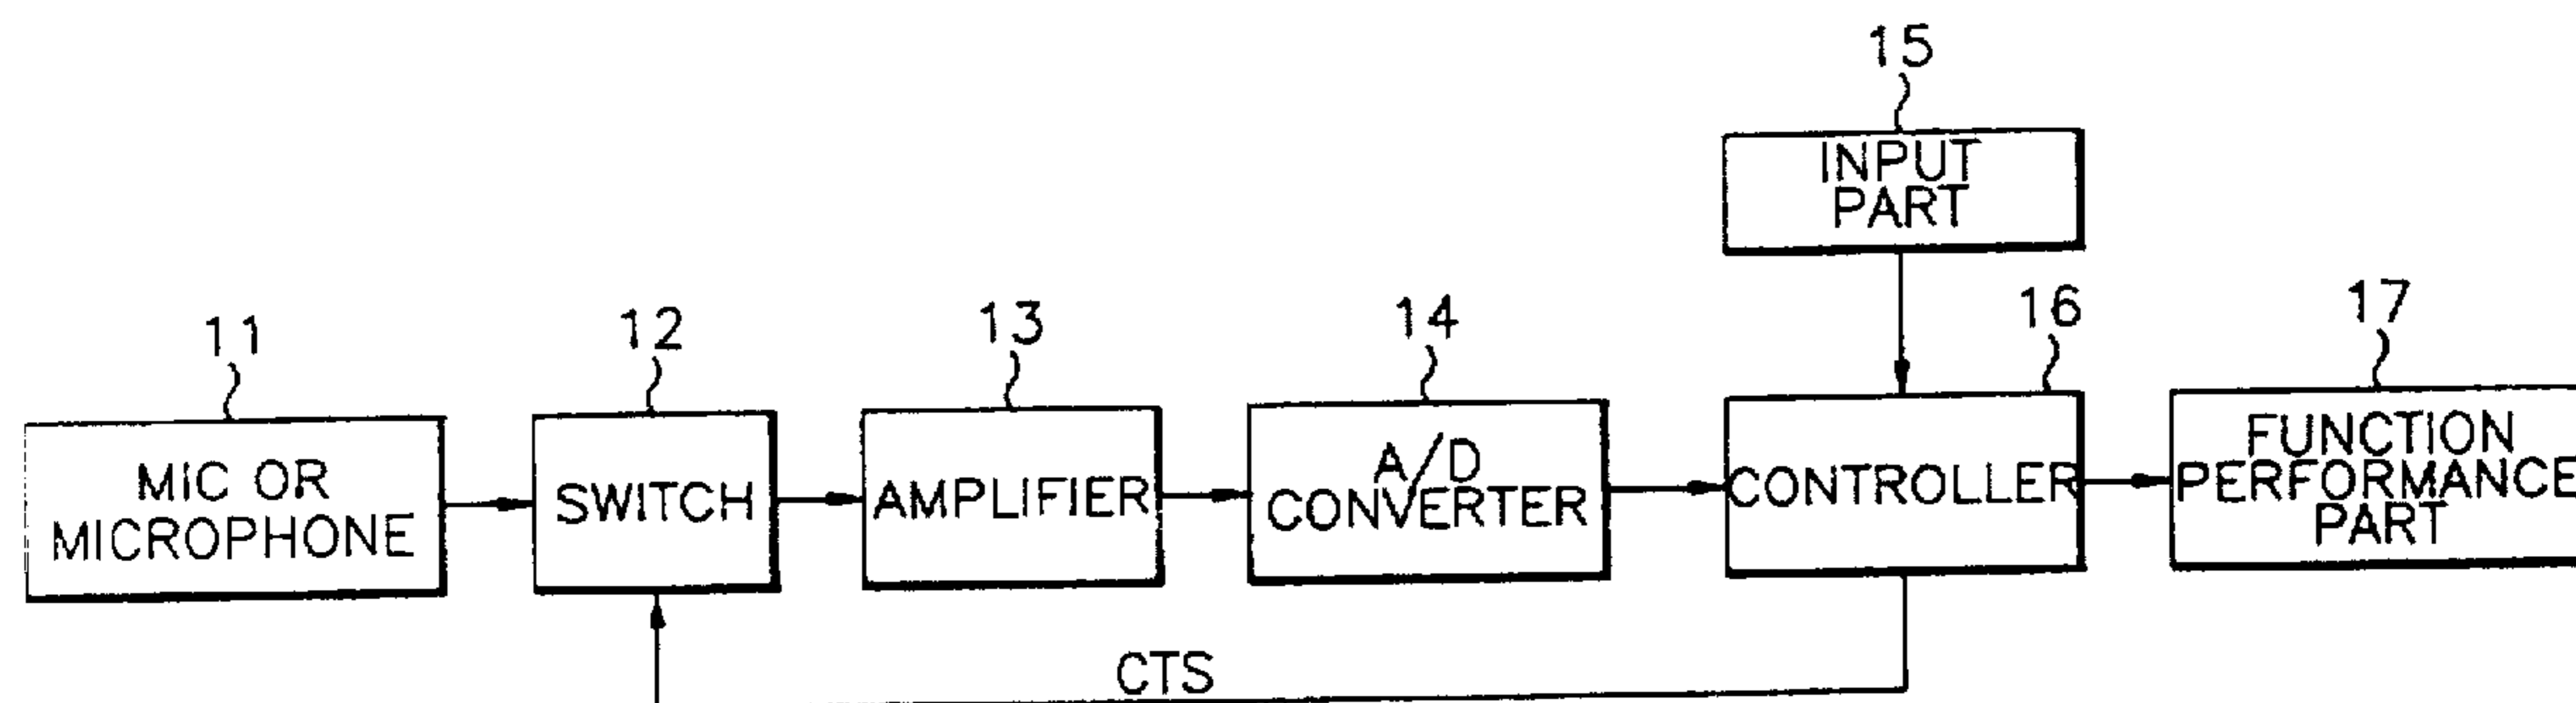 15
INPUT
PART
11
12
13
14
16
17
MIC OR
MICROPHONE
SWITCH
AMPLIFIER
A/D
CONVERTER
CONTROLLER
FUNCTION
PERFORMANCE
PART
CTS